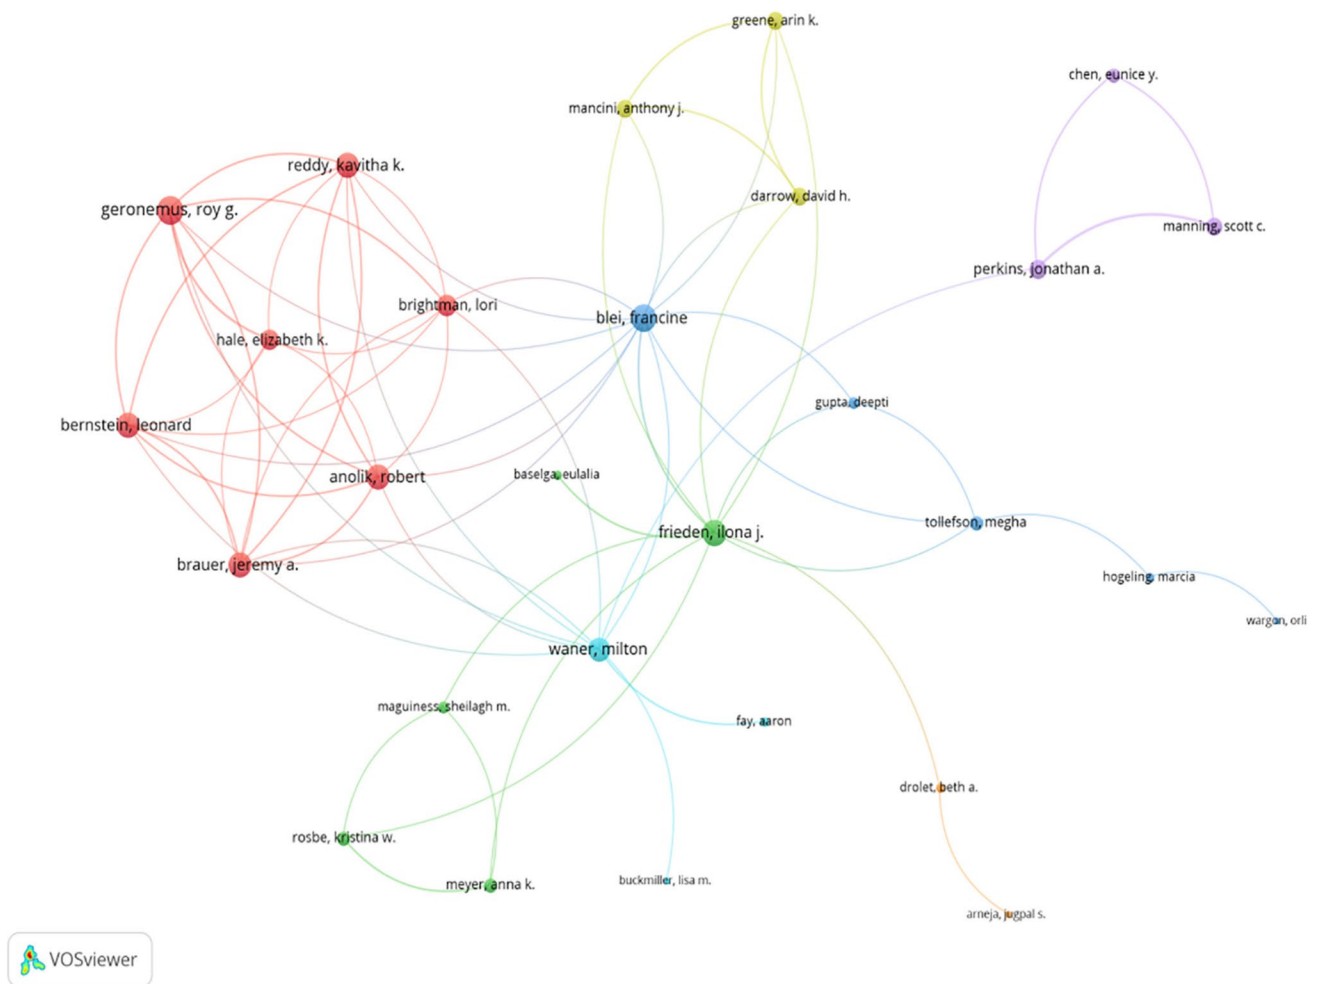 greene, arin k.
chen, eunice y.
mancini, anthony j.
reddy, kavitha k.
darrow, david h.
geronemus, roy g.
manning, scott c.
perkins, jonathan a.
brightman, lori
blei, francine
hale, elizabeth k.
gupta, deepti
bernstein, leonard
baselga, eulalia
anolik, robert
tollefson, megha
frieden, ilona j.
brauer, jeremy a.
hogeling, marcia
wargon, orli
waner, milton
maguiness, sheilagh m.
fay, aaron
drolet, beth a.
rosbe, kristina w.
buckmiller, lisa m.
meyer, anna k.
arneja, jugpal s.
VOSviewer